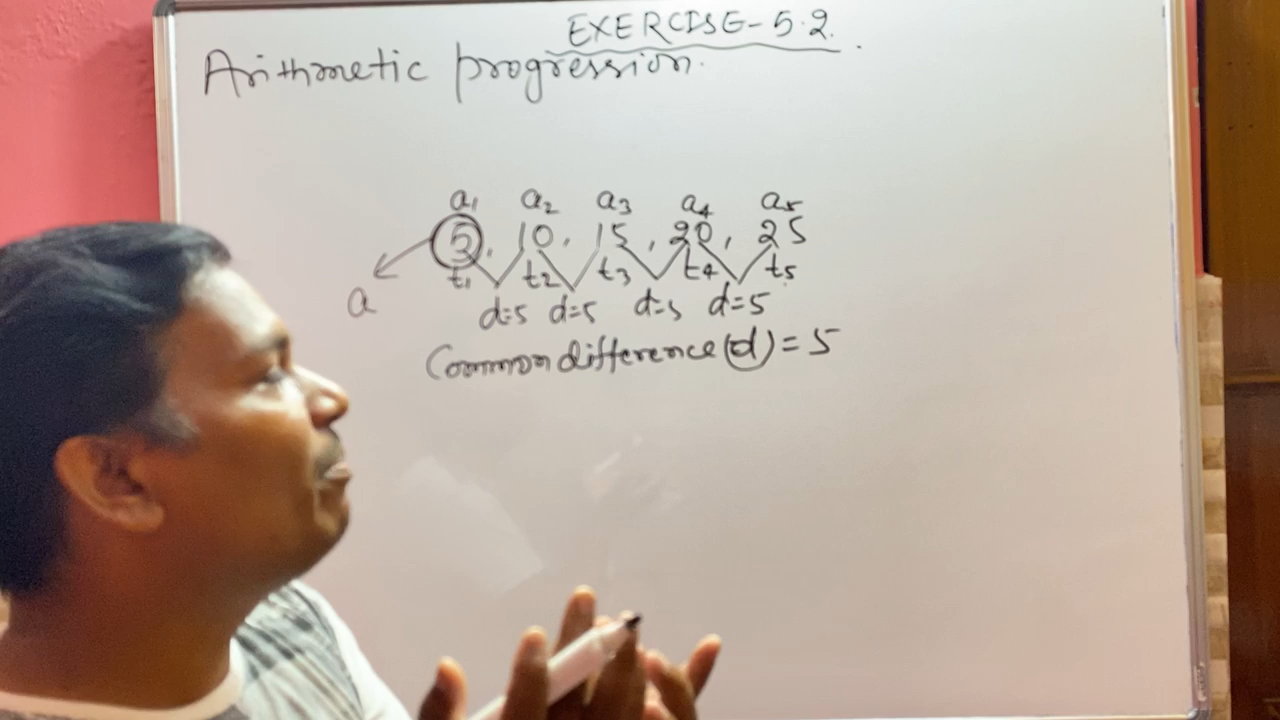 EXERCISE-5.2.
Arithmetic progression.
a1 a2 a3 a4 a5
5, 10, 15, 20, 25
t1 t2 t3 t4 t5
a
d=5 d=5 d=5 d=5
Common difference (d) = 5